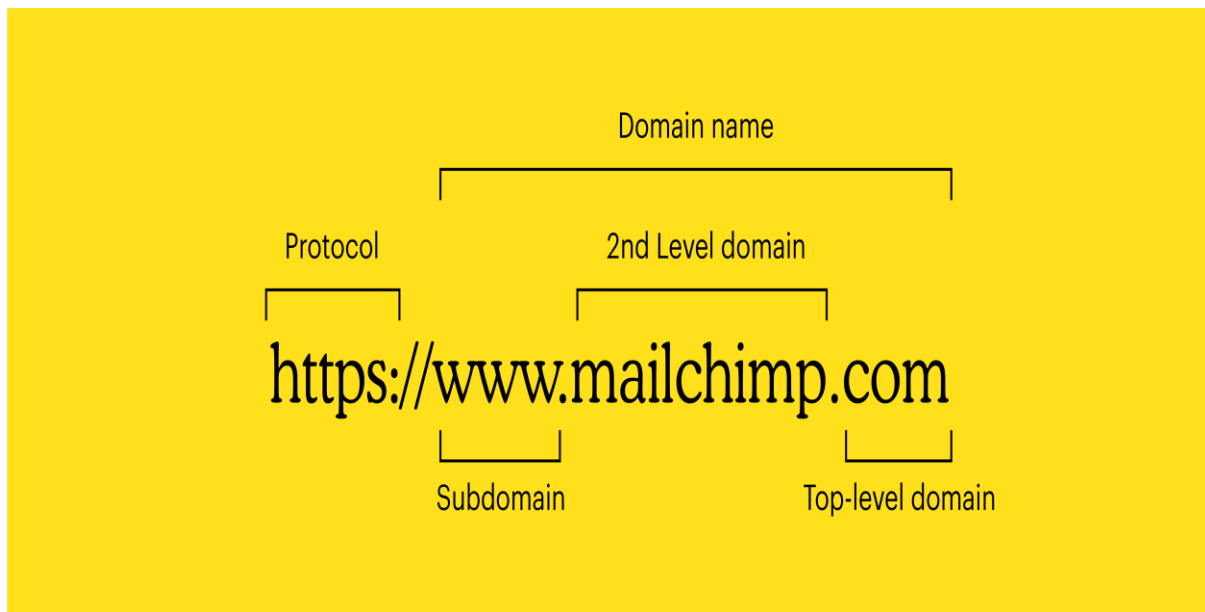 Domain name
Protocol
2nd Level domain
https://www.mailchimp.com
Subdomain
Top-level domain